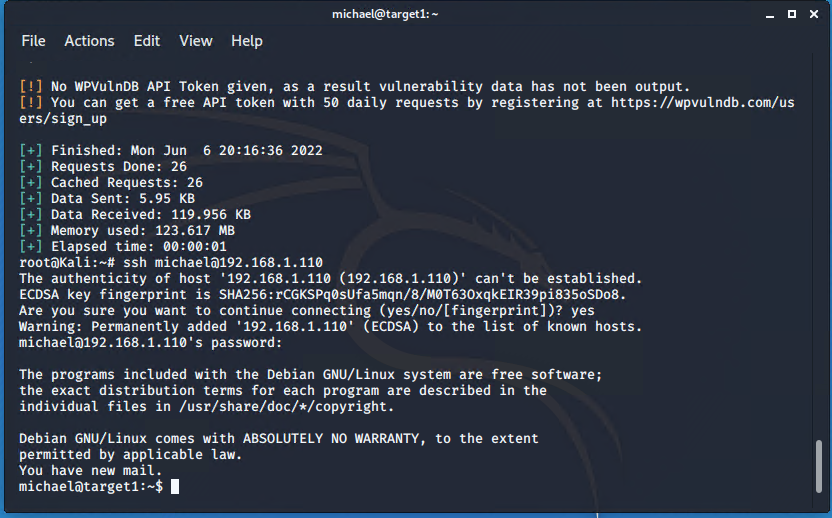 michael@target1: ~
File Actions Edit View Help
[!] No WPVulnDB API Token given, as a result vulnerability data has not been output.
[!] You can get a free API token with 50 daily requests by registering at https://wpvulndb.com/us
ers/sign_up
[+] Finished: Mon Jun  6 20:16:36 2022
[+] Requests Done: 26
[+] Cached Requests: 26
[+] Data Sent: 5.95 KB
[+] Data Received: 119.956 KB
[+] Memory used: 123.617 MB
[+] Elapsed time: 00:00:01
root@Kali:~# ssh michael@192.168.1.110
The authenticity of host '192.168.1.110 (192.168.1.110)' can't be established.
ECDSA key fingerprint is SHA256:rCGKSPq0sUfa5mqn/8/M0T63OxqkEIR39pi835oSDo8.
Are you sure you want to continue connecting (yes/no/[fingerprint])? yes
Warning: Permanently added '192.168.1.110' (ECDSA) to the list of known hosts.
michael@192.168.1.110's password:
The programs included with the Debian GNU/Linux system are free software;
the exact distribution terms for each program are described in the
individual files in /usr/share/doc/*/copyright.
Debian GNU/Linux comes with ABSOLUTELY NO WARRANTY, to the extent
permitted by applicable law.
You have new mail.
michael@target1:~$